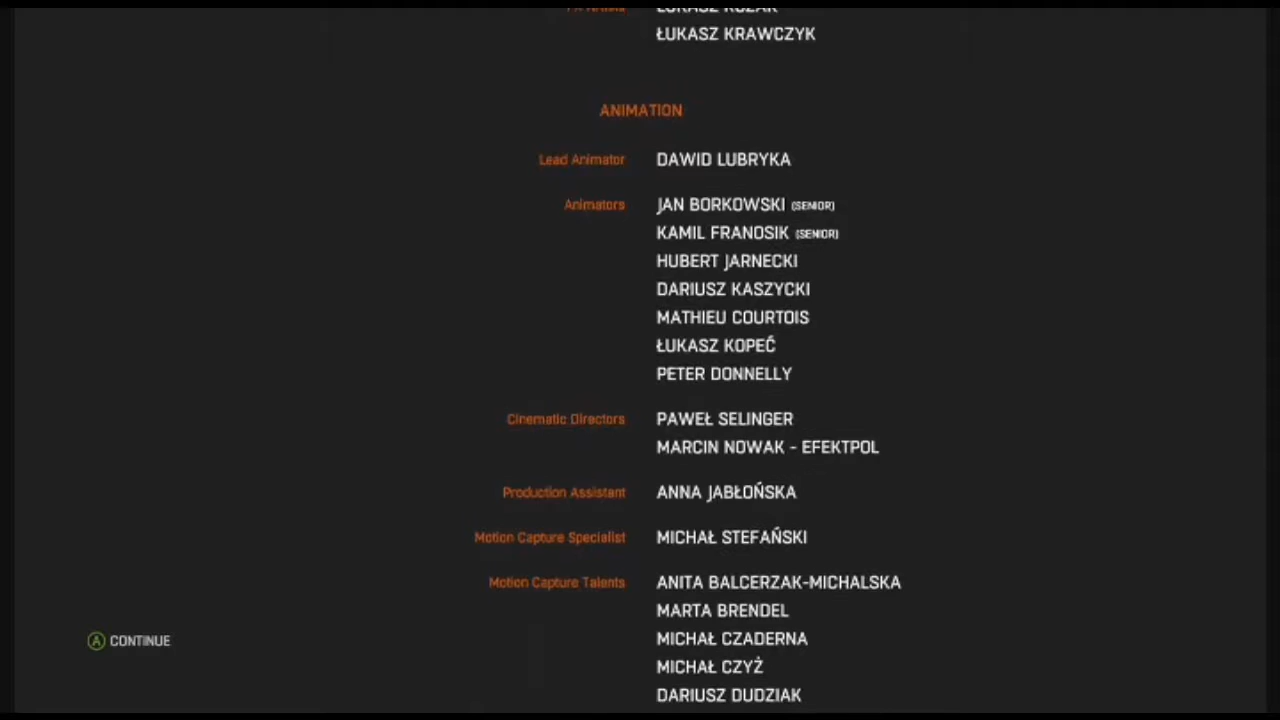 ŁUKASZ KOZAK
ŁUKASZ KRAWCZYK
ANIMATION
Lead Animator DAWID LUBRYKA
Animators JAN BORKOWSKI (SENIOR)
KAMIL FRANOSIK (SENIOR)
HUBERT JARNECKI
DARIUSZ KASZYCKI
MATHIEU COURTOIS
ŁUKASZ KOPEĆ
PETER DONNELLY
Cinematic Directors PAWEŁ SELINGER
MARCIN NOWAK - EFEKTPOL
Production Assistant ANNA JABŁOŃSKA
Motion Capture Specialist MICHAŁ STEFAŃSKI
Motion Capture Talents ANITA BALCERZAK-MICHALSKA
MARTA BRENDEL
MICHAŁ CZADERNA
MICHAŁ CZYŻ
DARIUSZ DUDZIAK
A CONTINUE